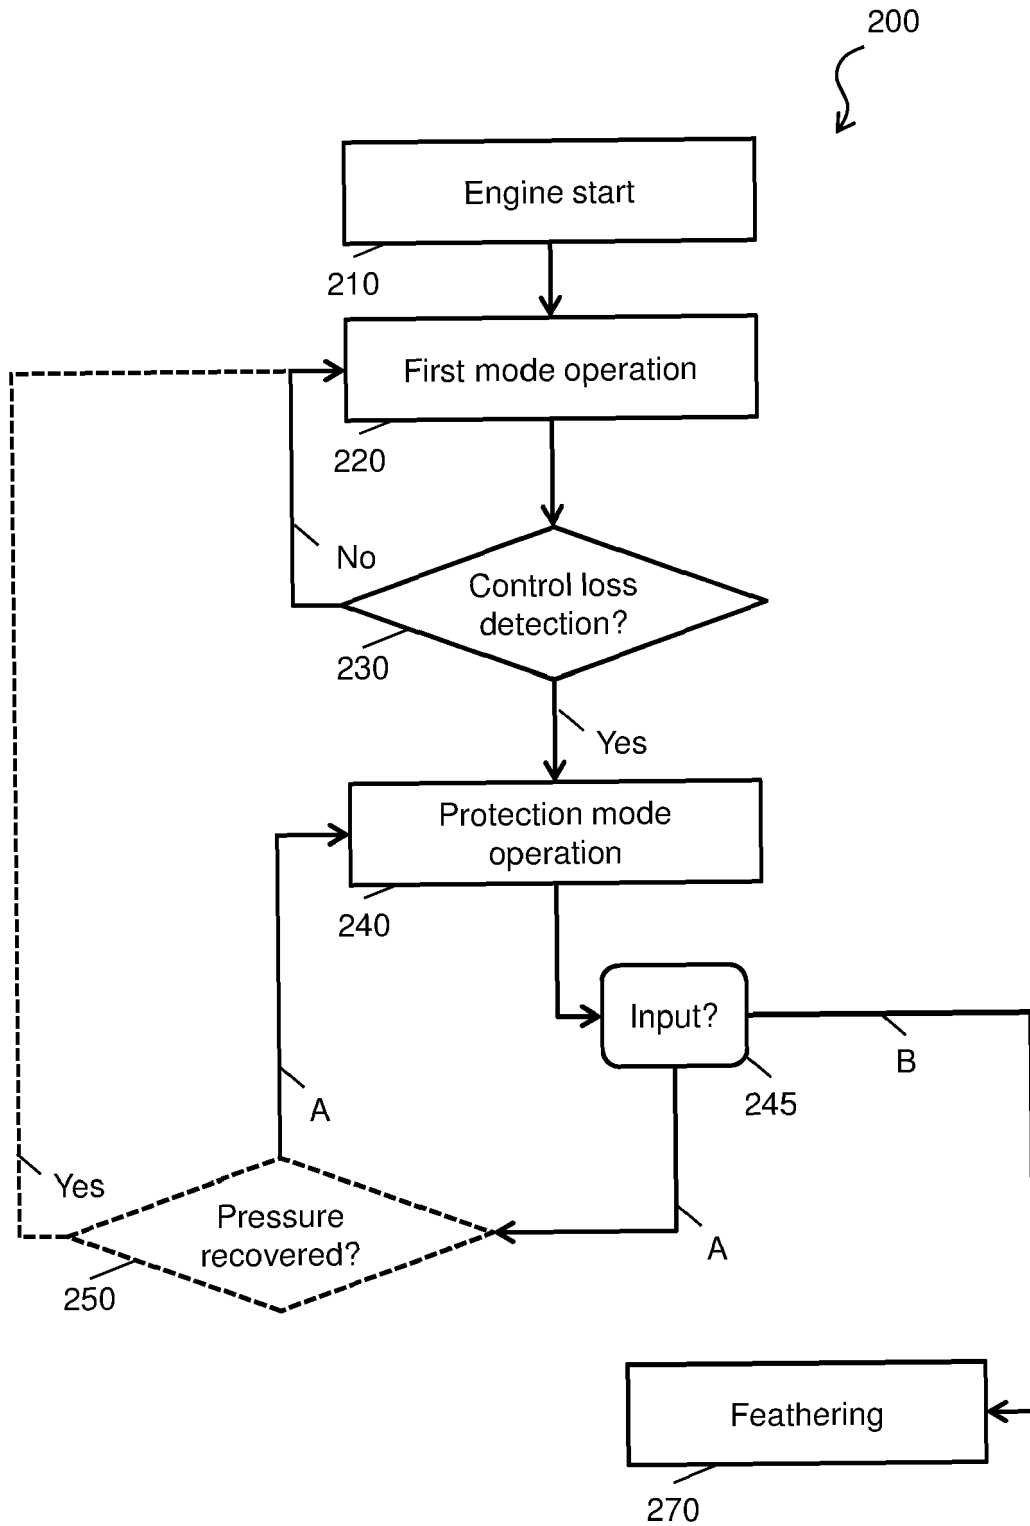 200
Engine start
210
First mode operation
220
No
Control loss
detection?
230
Yes
Protection mode
operation
240
Input?
B
245
A
Yes
Pressure
recovered?
A
250
Feathering
270